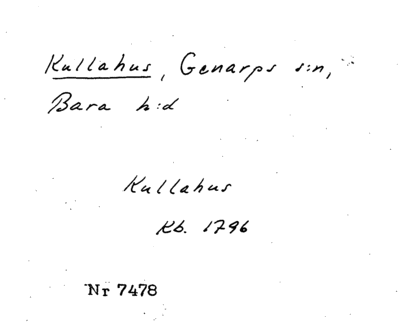 Kullahus, Genarps s:n,
Bara h:d
Kullahus
Kb. 1796
Nr 7478